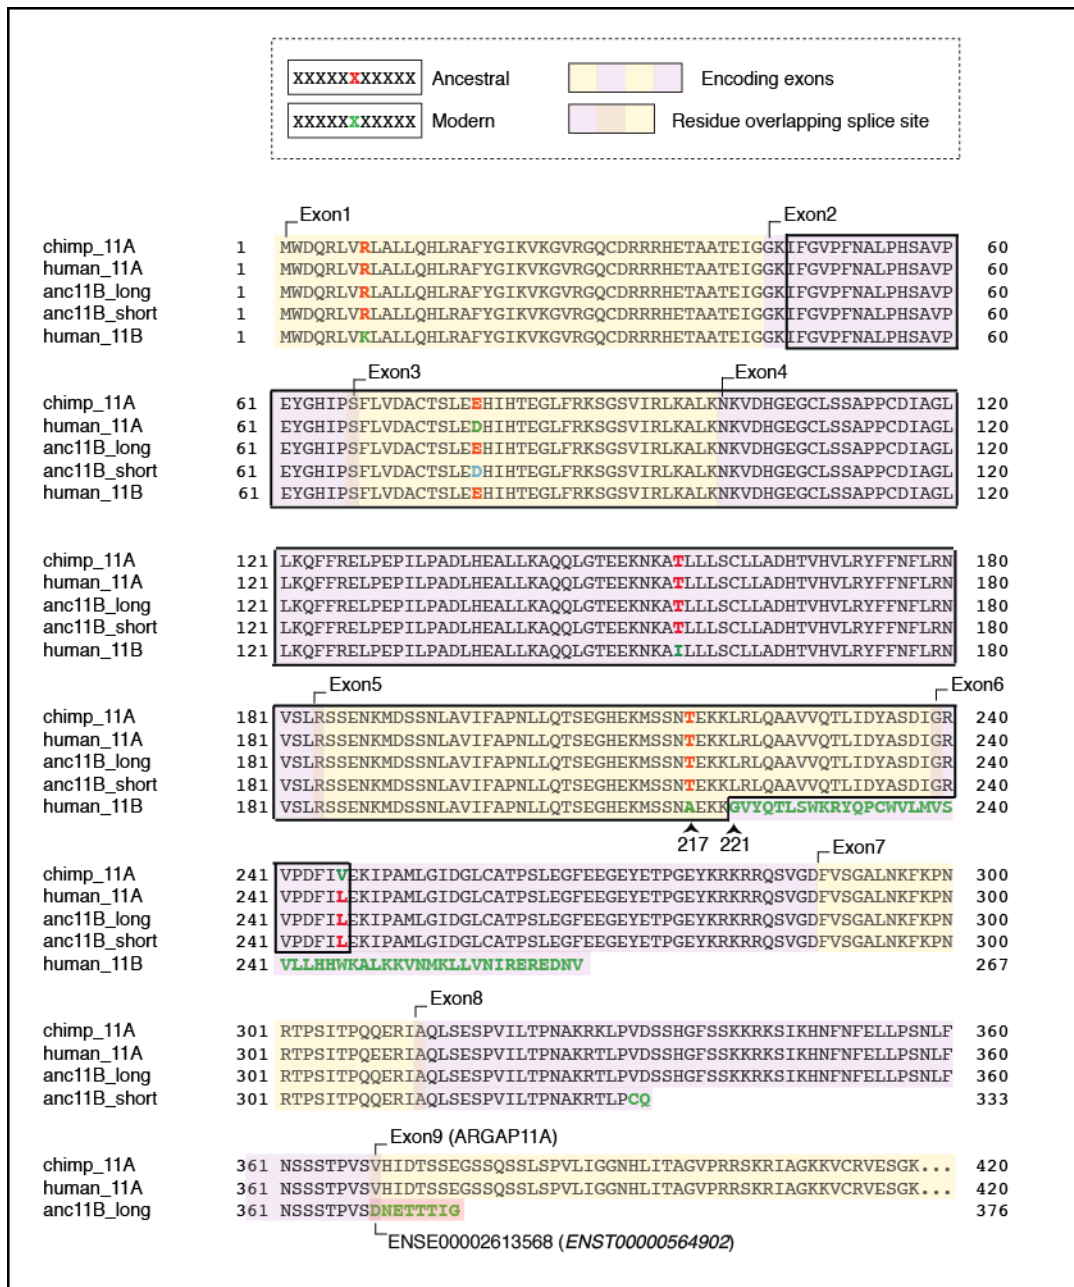 XXXXXXXXXXXX Ancestral Encoding exons
XXXXXXXXXXXX Modern Residue overlapping splice site
Exon1 Exon2
chimp_11A 1 MWDQRLVRLALLQHLRAFYGIKVKGVRGQCDRRRHETAATEIGGKIFGVPFNALPHSAVP 60
human_11A 1 MWDQRLVRLALLQHLRAFYGIKVKGVRGQCDRRRHETAATEIGGKIFGVPFNALPHSAVP 60
anc11B_long 1 MWDQRLVRLALLQHLRAFYGIKVKGVRGQCDRRRHETAATEIGGKIFGVPFNALPHSAVP 60
anc11B_short 1 MWDQRLVRLALLQHLRAFYGIKVKGVRGQCDRRRHETAATEIGGKIFGVPFNALPHSAVP 60
human_11B 1 MWDQRLVKLALLQHLRAFYGIKVKGVRGQCDRRRHETAATEIGGKIFGVPFNALPHSAVP 60
Exon3 Exon4
chimp_11A 61 EYGHIPSFLVDACTSLEEHIHTEGLFRKSGSVIRLKALKNKVDHGEGCLSSAPPCDIAGL 120
human_11A 61 EYGHIPSFLVDACTSLEDHIHTEGLFRKSGSVIRLKALKNKVDHGEGCLSSAPPCDIAGL 120
anc11B_long 61 EYGHIPSFLVDACTSLEEHIHTEGLFRKSGSVIRLKALKNKVDHGEGCLSSAPPCDIAGL 120
anc11B_short 61 EYGHIPSFLVDACTSLEDHIHTEGLFRKSGSVIRLKALKNKVDHGEGCLSSAPPCDIAGL 120
human_11B 61 EYGHIPSFLVDACTSLEEHIHTEGLFRKSGSVIRLKALKNKVDHGEGCLSSAPPCDIAGL 120
chimp_11A 121 LKQFFRELPEPILPADLHEALLKAQQLGTEEKNKATLLLSCLLADHTVHVLRYFFNFLRN 180
human_11A 121 LKQFFRELPEPILPADLHEALLKAQQLGTEEKNKATLLLSCLLADHTVHVLRYFFNFLRN 180
anc11B_long 121 LKQFFRELPEPILPADLHEALLKAQQLGTEEKNKATLLLSCLLADHTVHVLRYFFNFLRN 180
anc11B_short 121 LKQFFRELPEPILPADLHEALLKAQQLGTEEKNKATLLLSCLLADHTVHVLRYFFNFLRN 180
human_11B 121 LKQFFRELPEPILPADLHEALLKAQQLGTEEKNKAILLLSCLLADHTVHVLRYFFNFLRN 180
Exon5 Exon6
chimp_11A 181 VSLRSSENKMDSSNLAVIFAPNLLQTSEGHEKMSSNTEKKLRLQAAVVQTLIDYASDIGR 240
human_11A 181 VSLRSSENKMDSSNLAVIFAPNLLQTSEGHEKMSSNTEKKLRLQAAVVQTLIDYASDIGR 240
anc11B_long 181 VSLRSSENKMDSSNLAVIFAPNLLQTSEGHEKMSSNTEKKLRLQAAVVQTLIDYASDIGR 240
anc11B_short 181 VSLRSSENKMDSSNLAVIFAPNLLQTSEGHEKMSSNTEKKLRLQAAVVQTLIDYASDIGR 240
human_11B 181 VSLRSSENKMDSSNLAVIFAPNLLQTSEGHEKMSSNAEKKGVYQTLSWKRYQPCWVLMVS 240
217 221
Exon7
chimp_11A 241 VPDFIVEKIPAMLGIDGLCATPSLEGFEEGEYETPGEYKRKRRQSVGDFVSGALNKFKPN 300
human_11A 241 VPDFILEKIPAMLGIDGLCATPSLEGFEEGEYETPGEYKRKRRQSVGDFVSGALNKFKPN 300
anc11B_long 241 VPDFILEKIPAMLGIDGLCATPSLEGFEEGEYETPGEYKRKRRQSVGDFVSGALNKFKPN 300
anc11B_short 241 VPDFILEKIPAMLGIDGLCATPSLEGFEEGEYETPGEYKRKRRQSVGDFVSGALNKFKPN 300
human_11B 241 VLLHHWKALKKVNMKLLVNIREREDNV 267
Exon8
chimp_11A 301 RTPSITPQQERIAQLSESPVILTPNAKRKLPVDSSHGFSSKKRKSIKHNFNFELLPSNLF 360
human_11A 301 RTPSITPQEERIAQLSESPVILTPNAKRTLPVDSSHGFSSKKRKSIKHNFNFELLPSNLF 360
anc11B_long 301 RTPSITPQQERIAQLSESPVILTPNAKRTLPVDSSHGFSSKKRKSIKHNFNFELLPSNLF 360
anc11B_short 301 RTPSITPQQERIAQLSESPVILTPNAKRTLPCQ 333
Exon9 (ARGAP11A)
chimp_11A 361 NSSSTPVSVHIDTSSEGSSQSSLSPVLIGGNHLITAGVPRRSKRIAGKKVCRVESGK... 420
human_11A 361 NSSSTPVSVHIDTSSEGSSQSSLSPVLIGGNHLITAGVPRRSKRIAGKKVCRVESGK... 420
anc11B_long 361 NSSSTPVSDNETTTIG 376
ENSE00002613568 (ENST00000564902)